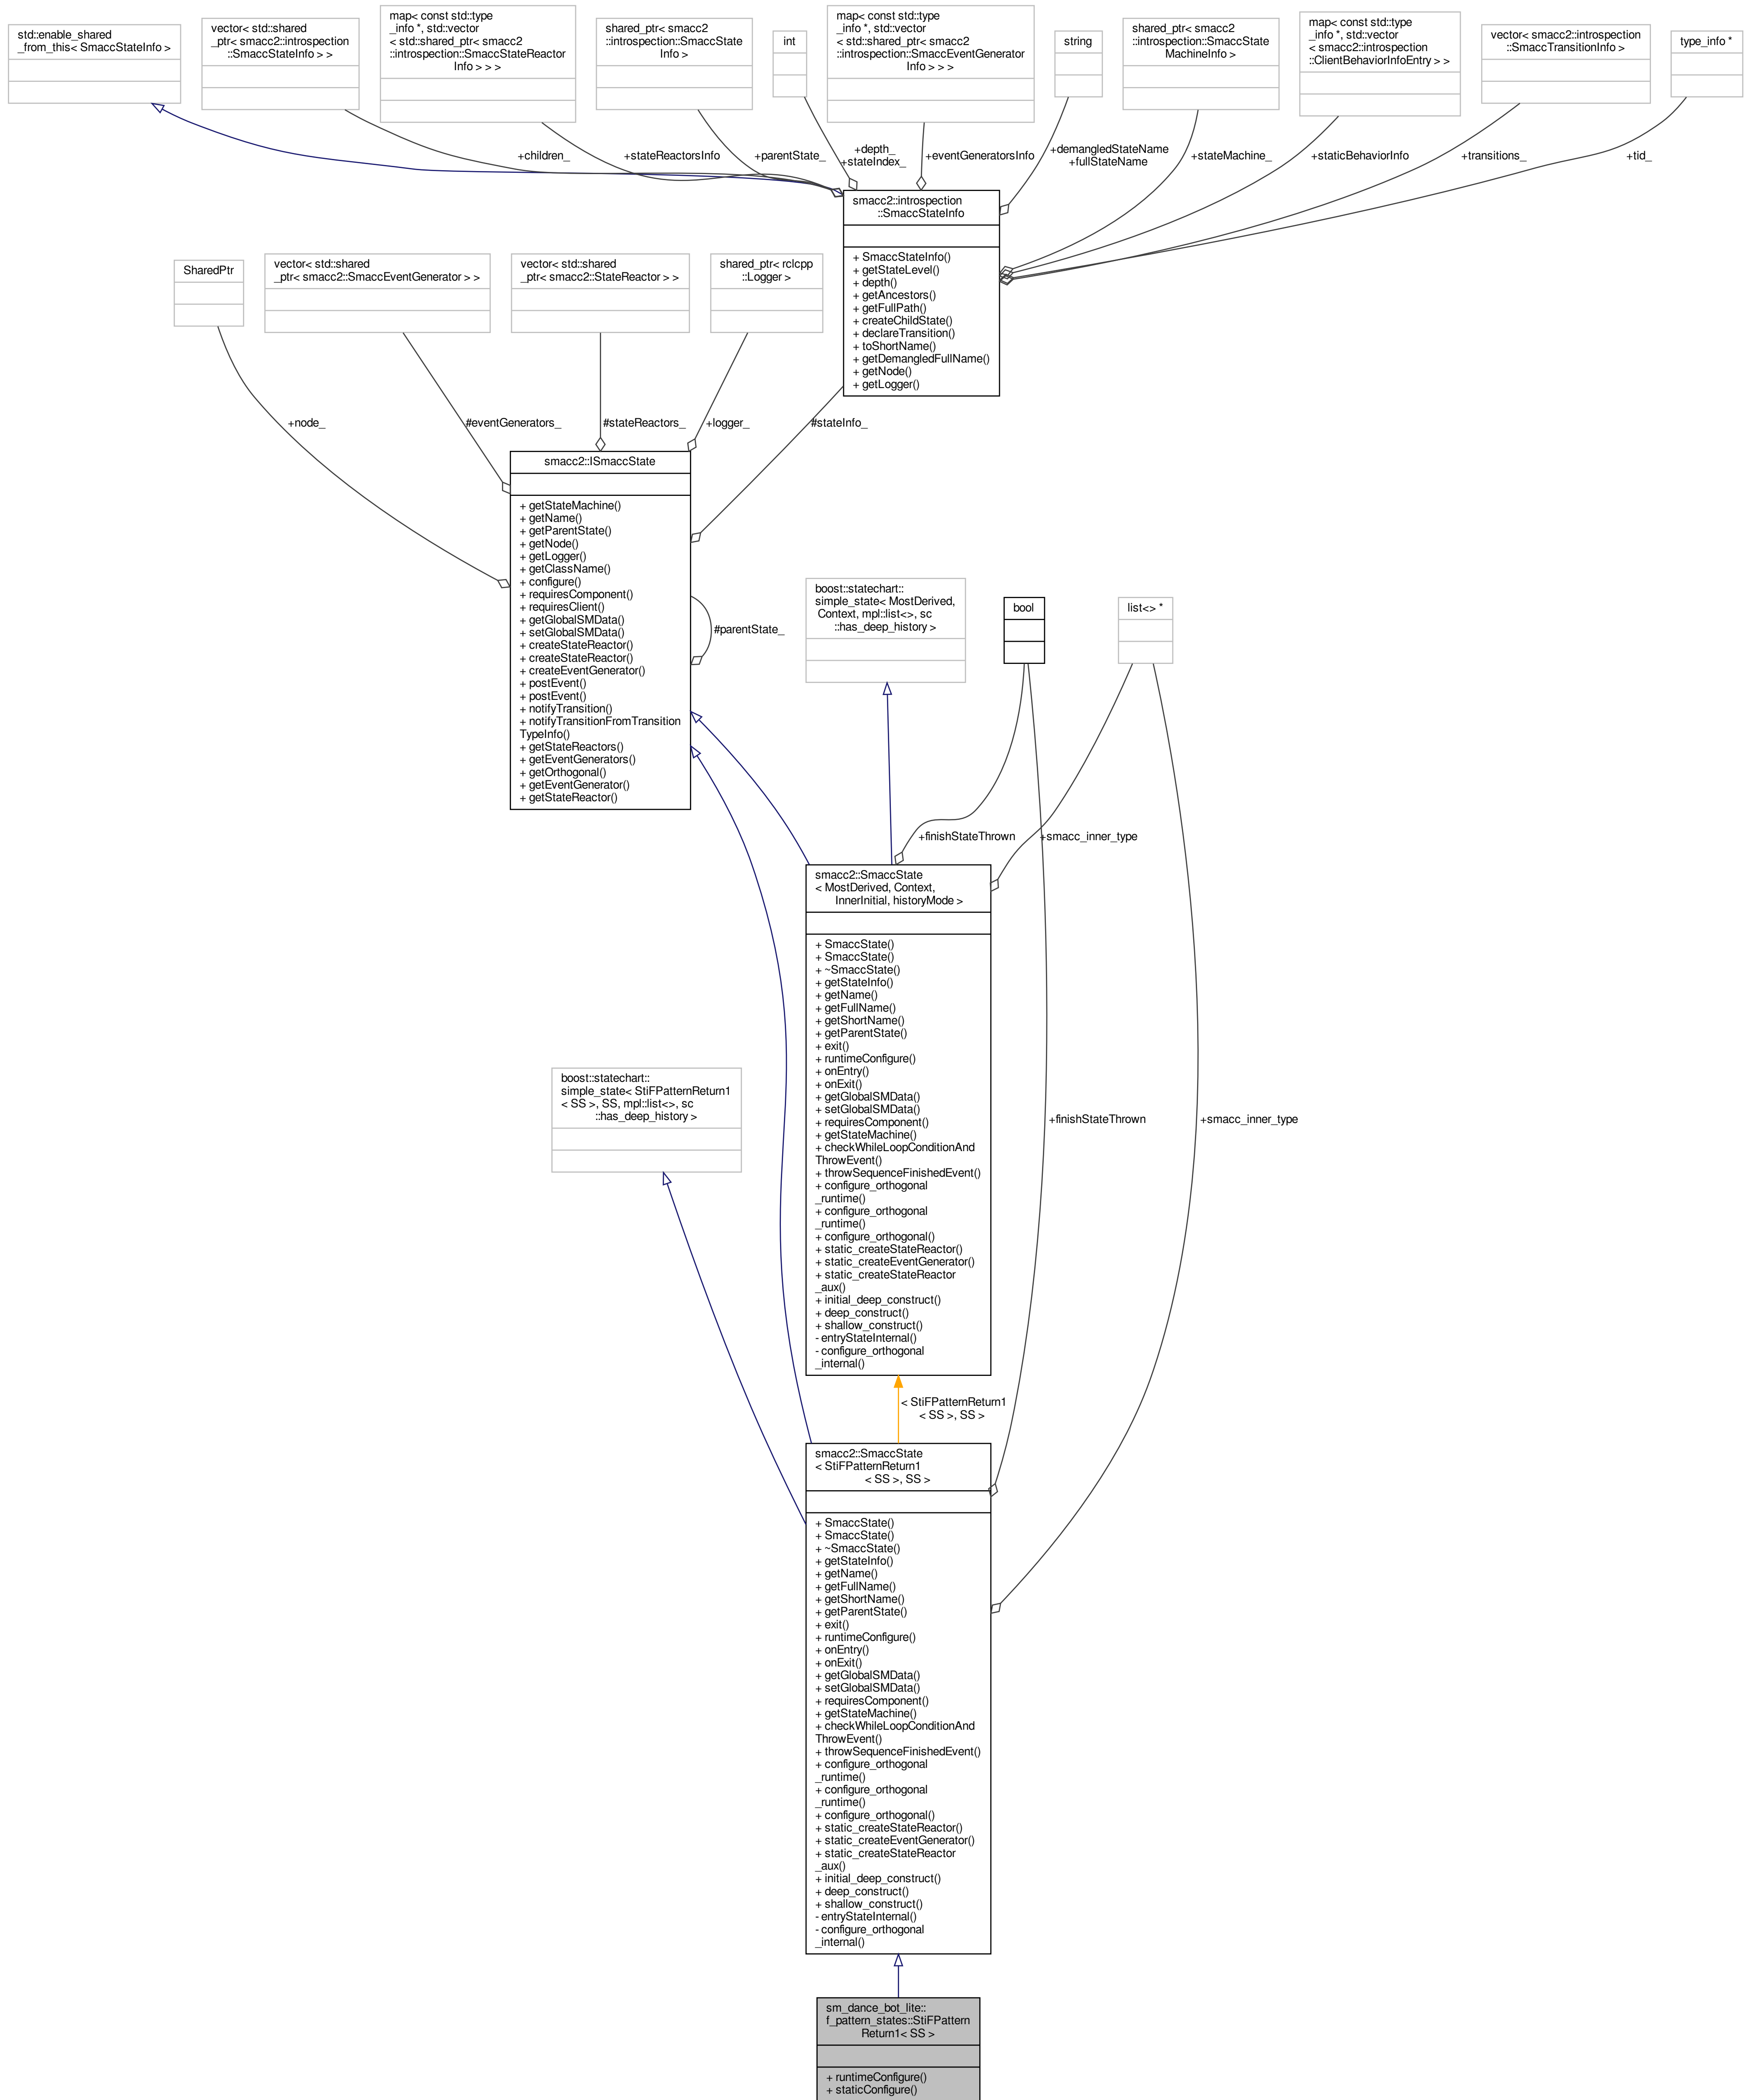 std::enable_shared
_from_this< SmaccStateInfo >
vector< std::shared
_ptr< smacc2::introspection
::SmaccStateInfo > >
map< const std::type
_info *, std::vector
< std::shared_ptr< smacc2
::introspection::SmaccStateReactor
Info > > >
shared_ptr< smacc2
::introspection::SmaccState
Info >
int
map< const std::type
_info *, std::vector
< std::shared_ptr< smacc2
::introspection::SmaccEventGenerator
Info > > >
string
shared_ptr< smacc2
::introspection::SmaccState
MachineInfo >
map< const std::type
_info *, std::vector
< smacc2::introspection
::ClientBehaviorInfoEntry > >
vector< smacc2::introspection
::SmaccTransitionInfo >
type_info *
+children_
+stateReactorsInfo
+parentState_
+depth_
+stateIndex_
+eventGeneratorsInfo
+demangledStateName
+fullStateName
+stateMachine_
+staticBehaviorInfo
+transitions_
+tid_
smacc2::introspection
::SmaccStateInfo
+ SmaccStateInfo()
+ getStateLevel()
+ depth()
+ getAncestors()
+ getFullPath()
+ createChildState()
+ declareTransition()
+ toShortName()
+ getDemangledFullName()
+ getNode()
+ getLogger()
SharedPtr
vector< std::shared
_ptr< smacc2::SmaccEventGenerator > >
vector< std::shared
_ptr< smacc2::StateReactor > >
shared_ptr< rclcpp
::Logger >
+node_
#eventGenerators_
#stateReactors_
+logger_
#stateInfo_
smacc2::ISmaccState
+ getStateMachine()
+ getName()
+ getParentState()
+ getNode()
+ getLogger()
+ getClassName()
+ configure()
+ requiresComponent()
+ requiresClient()
+ getGlobalSMData()
+ setGlobalSMData()
+ createStateReactor()
+ createStateReactor()
+ createEventGenerator()
+ postEvent()
+ postEvent()
+ notifyTransition()
+ notifyTransitionFromTransition
TypeInfo()
+ getStateReactors()
+ getEventGenerators()
+ getOrthogonal()
+ getEventGenerator()
+ getStateReactor()
#parentState_
boost::statechart::
simple_state< MostDerived,
Context, mpl::list<>, sc
::has_deep_history >
bool
list<> *
+finishStateThrown
+smacc_inner_type
smacc2::SmaccState
< MostDerived, Context,
InnerInitial, historyMode >
+ SmaccState()
+ SmaccState()
+ ~SmaccState()
+ getStateInfo()
+ getName()
+ getFullName()
+ getShortName()
+ getParentState()
+ exit()
+ runtimeConfigure()
+ onEntry()
+ onExit()
+ getGlobalSMData()
+ setGlobalSMData()
+ requiresComponent()
+ getStateMachine()
+ checkWhileLoopConditionAnd
ThrowEvent()
+ throwSequenceFinishedEvent()
+ configure_orthogonal
_runtime()
+ configure_orthogonal
_runtime()
+ configure_orthogonal()
+ static_createStateReactor()
+ static_createEventGenerator()
+ static_createStateReactor
_aux()
+ initial_deep_construct()
+ deep_construct()
+ shallow_construct()
- entryStateInternal()
- configure_orthogonal
_internal()
boost::statechart::
simple_state< StiFPatternReturn1
< SS >, SS, mpl::list<>, sc
::has_deep_history >
+finishStateThrown
+smacc_inner_type
< StiFPatternReturn1
< SS >, SS >
smacc2::SmaccState
< StiFPatternReturn1
< SS >, SS >
+ SmaccState()
+ SmaccState()
+ ~SmaccState()
+ getStateInfo()
+ getName()
+ getFullName()
+ getShortName()
+ getParentState()
+ exit()
+ runtimeConfigure()
+ onEntry()
+ onExit()
+ getGlobalSMData()
+ setGlobalSMData()
+ requiresComponent()
+ getStateMachine()
+ checkWhileLoopConditionAnd
ThrowEvent()
+ throwSequenceFinishedEvent()
+ configure_orthogonal
_runtime()
+ configure_orthogonal
_runtime()
+ configure_orthogonal()
+ static_createStateReactor()
+ static_createEventGenerator()
+ static_createStateReactor
_aux()
+ initial_deep_construct()
+ deep_construct()
+ shallow_construct()
- entryStateInternal()
- configure_orthogonal
_internal()
sm_dance_bot_lite::
f_pattern_states::StiFPattern
Return1< SS >
+ runtimeConfigure()
+ staticConfigure()